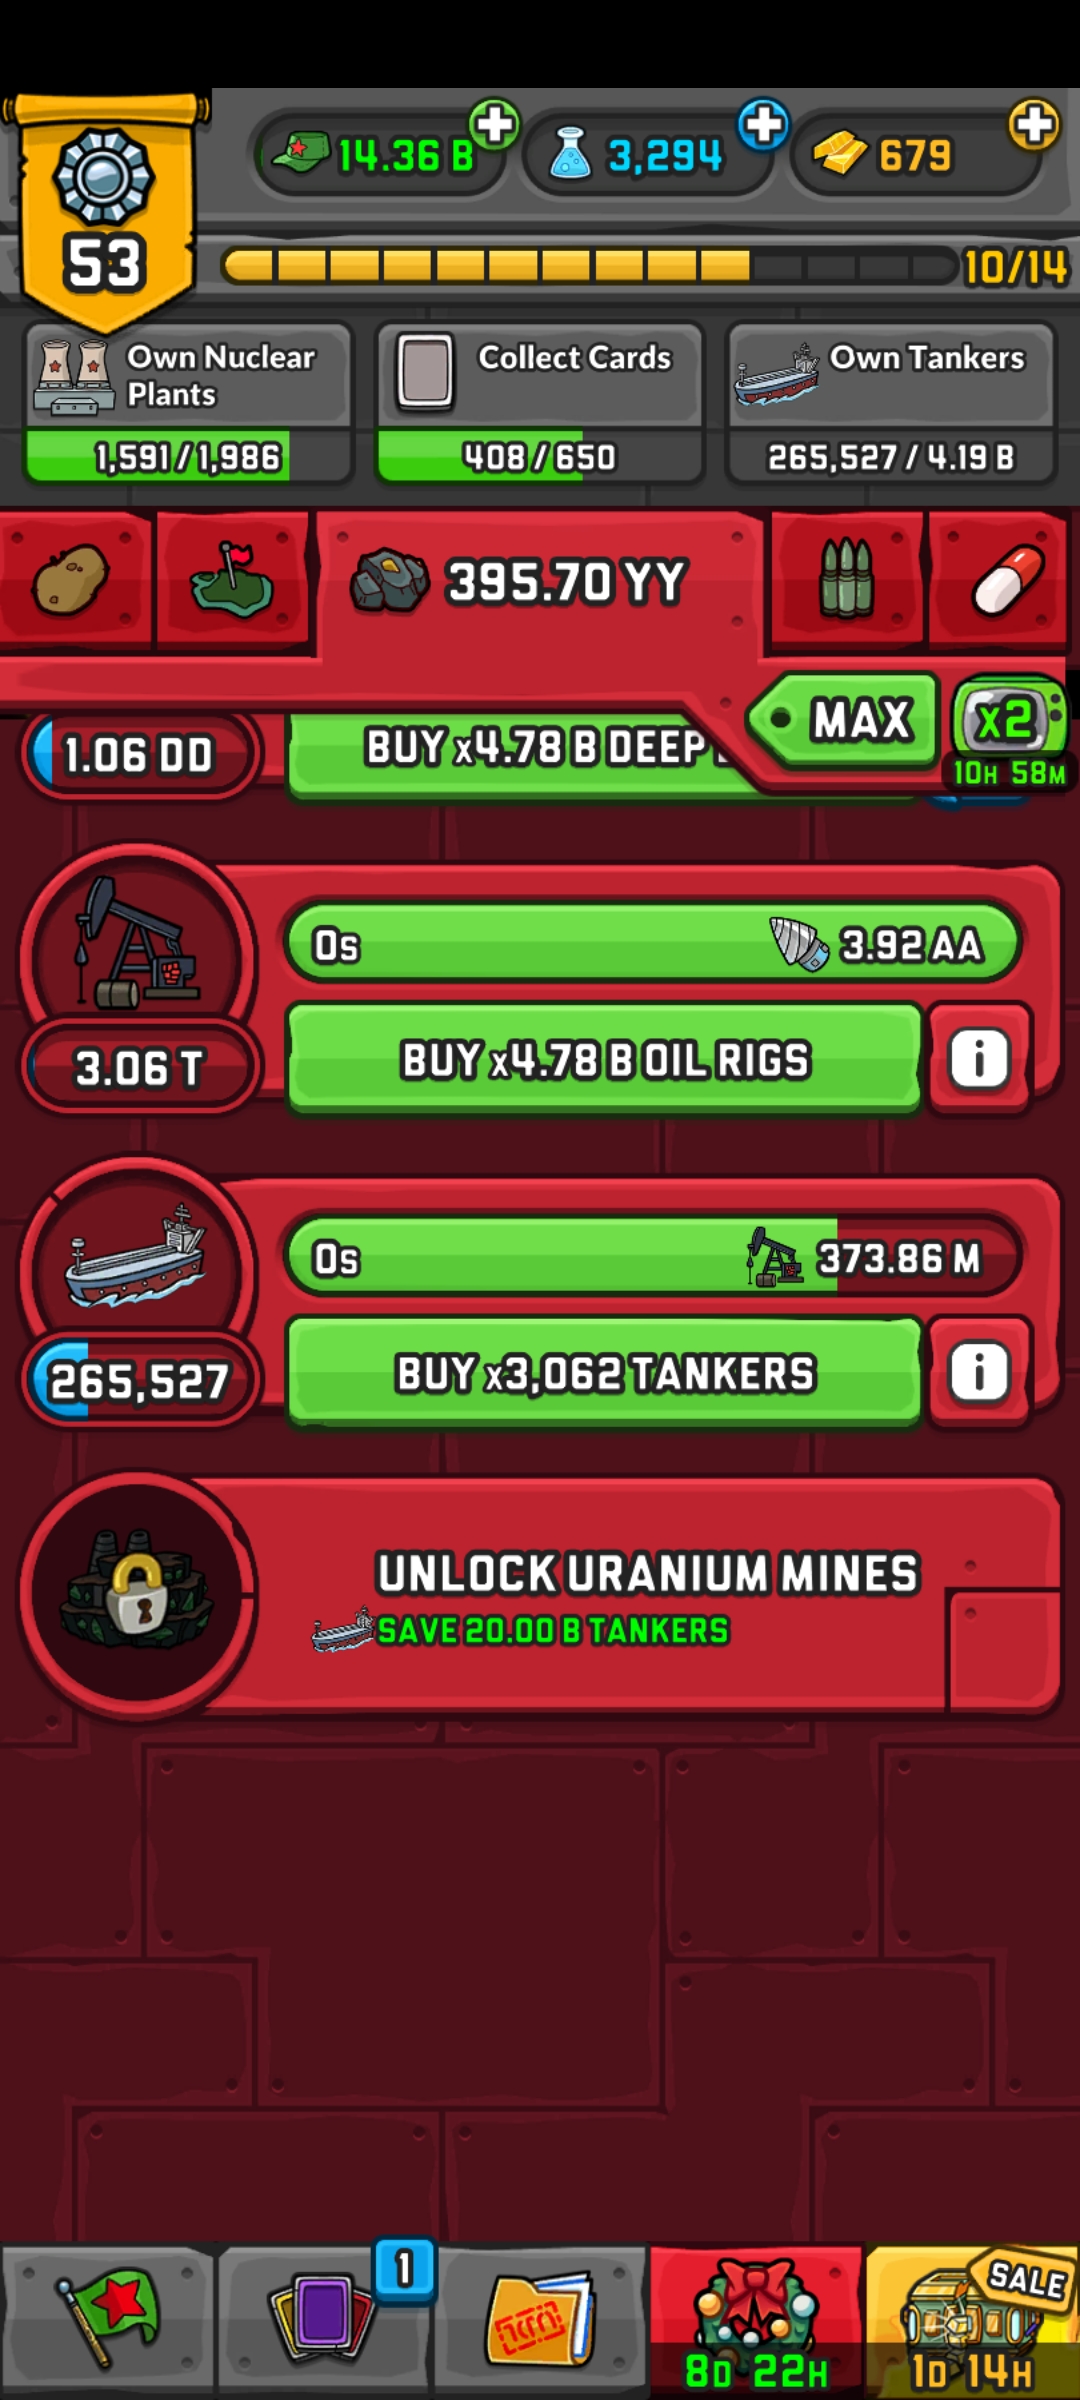 14.36 B
3,294
679
53
10/14
Own Nuclear
Plants
1,591/1,986
Collect Cards
408/650
Own Tankers
265,527/4.19 B
395.70 YY
MAX
x2
10H 58M
1.06 DD
BUY x4.78 B DEEP
0s
3.92 AA
3.06 T
BUY x4.78 B OIL RIGS
i
0s
373.86 M
265,527
BUY x3,062 TANKERS
i
UNLOCK URANIUM MINES
SAVE 20.00 B TANKERS
1
SALE
8D 22H
1D 14H